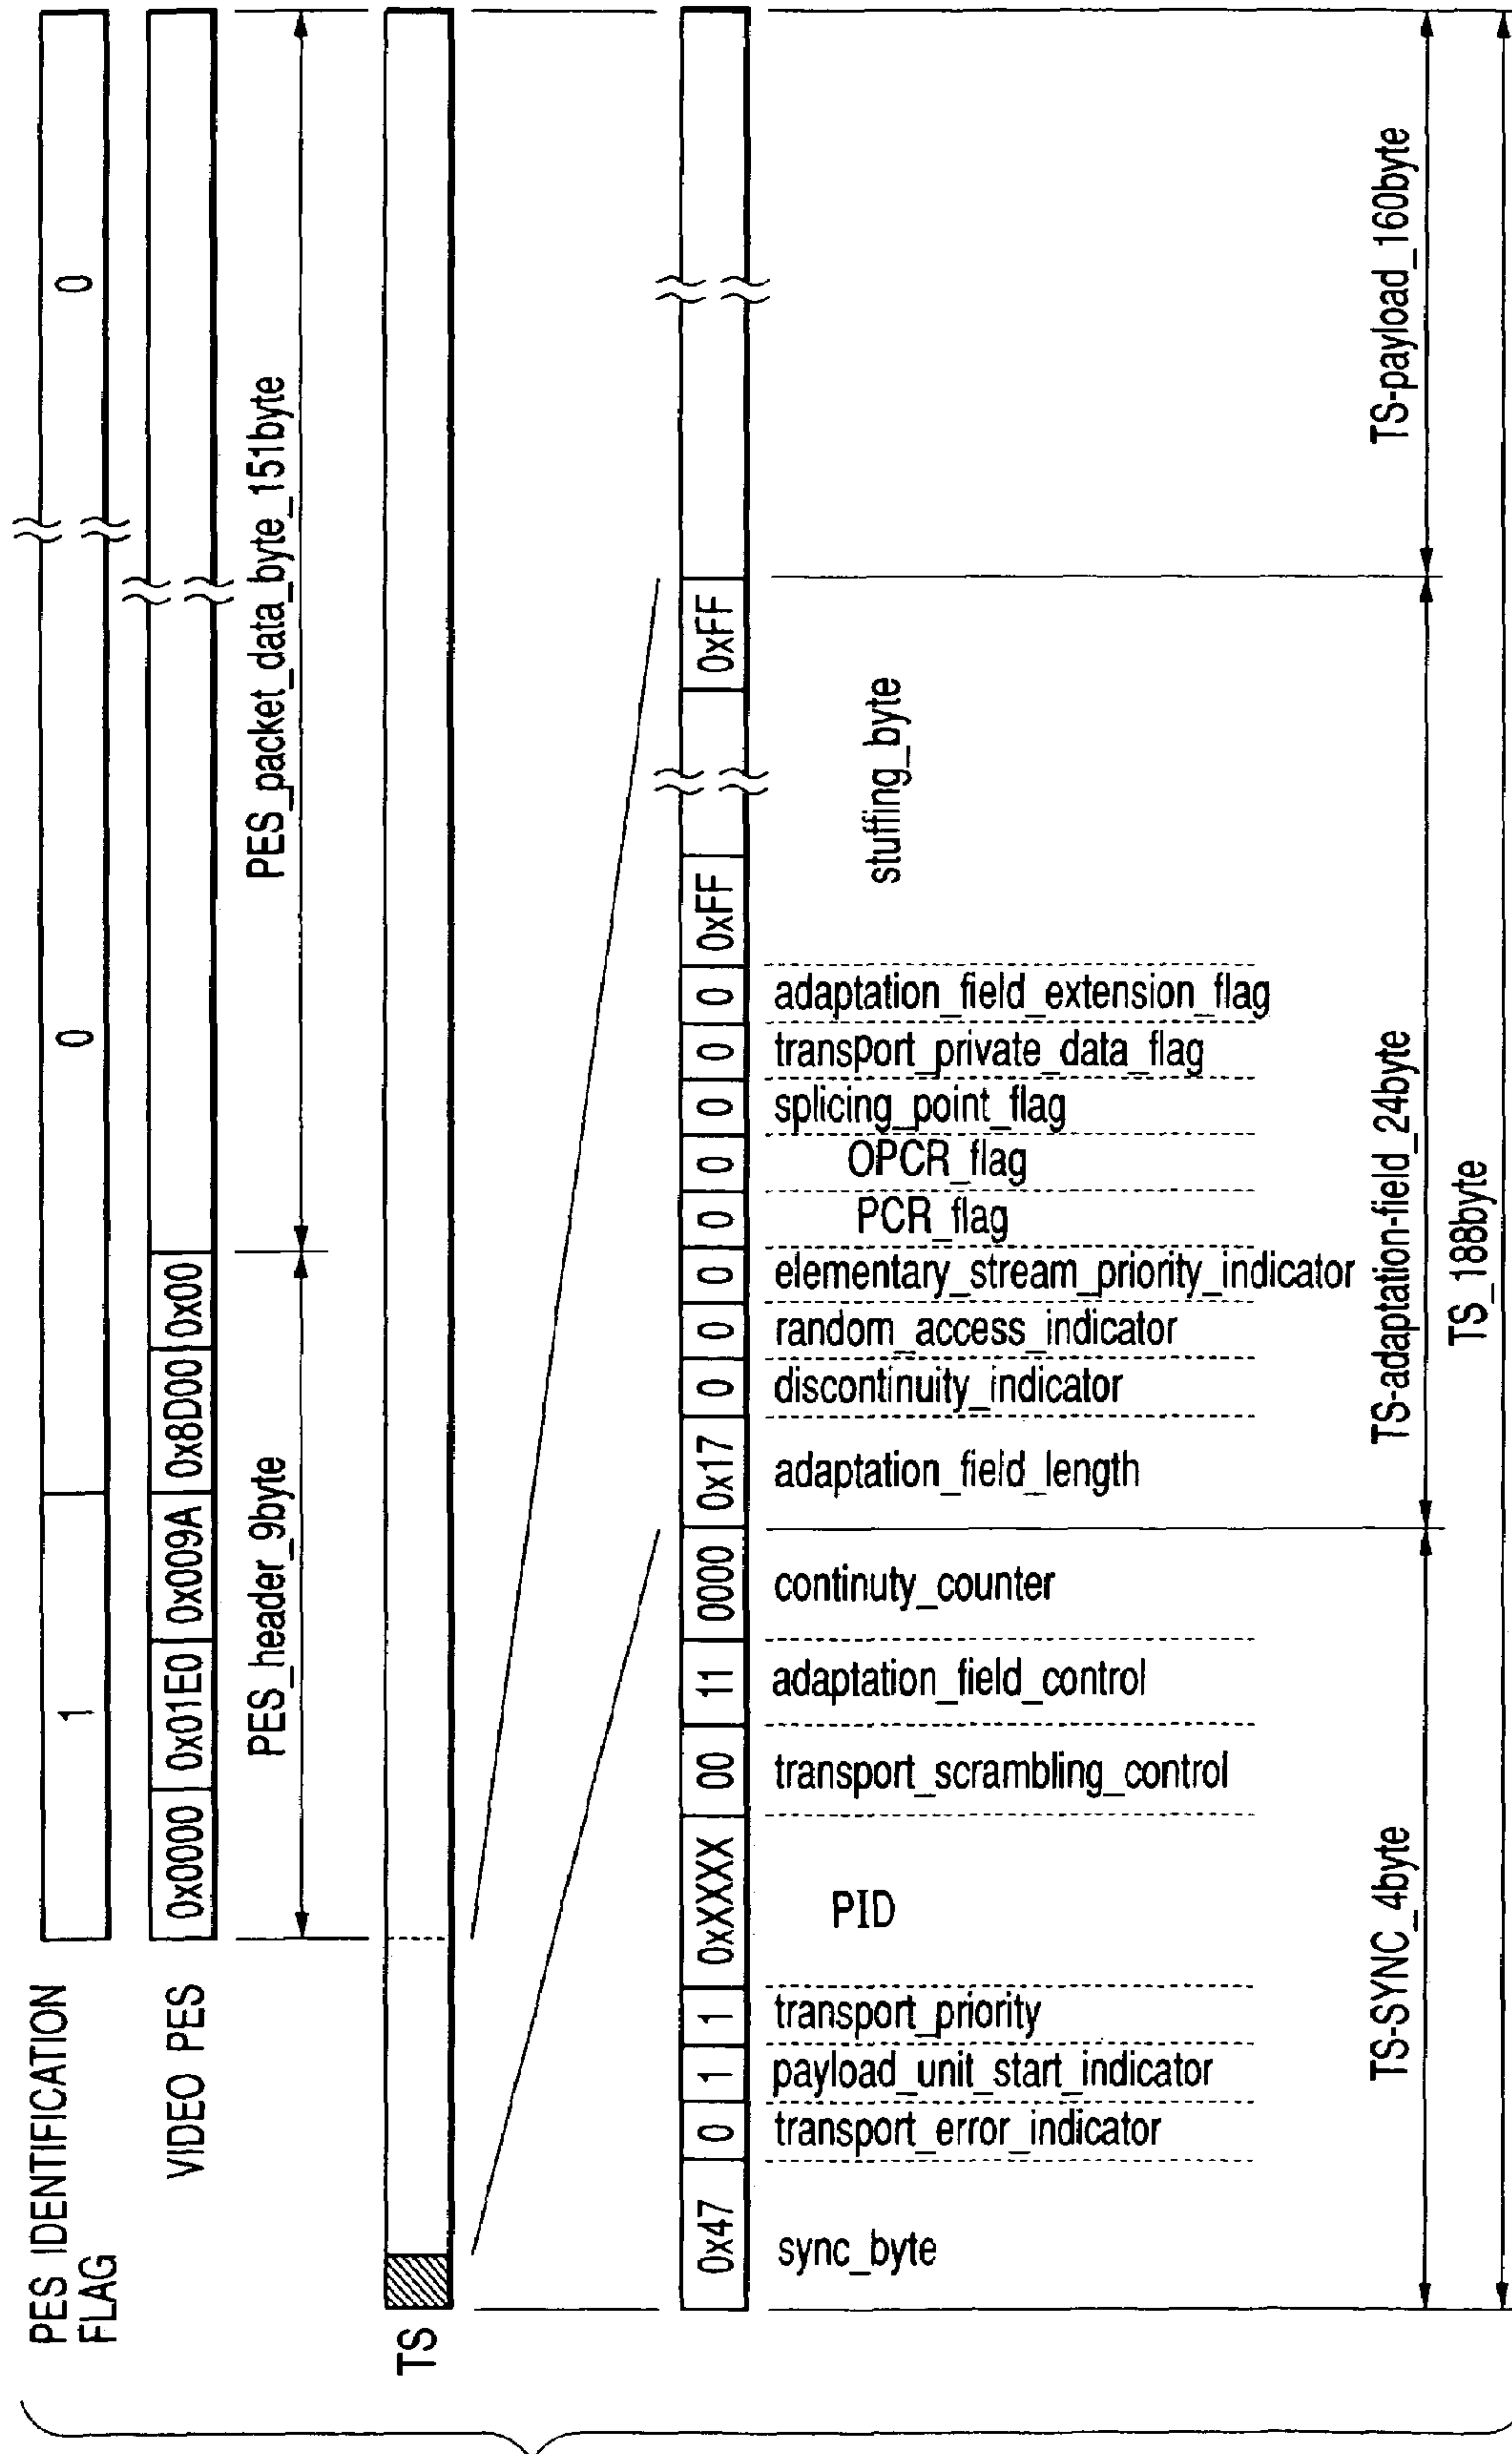 PES IDENTIFICATION
FLAG
1
0
0
VIDEO PES
0x0000
0x01E0
0x009A
0x8D00
0x00
PES_header_9byte
PES_packet_data_byte_151byte
TS
0x47
0
1
1
0xXXXX
00
11
0000
0x17
0
0
0
0
0
0
0
0
0xFF
0xFF
sync_byte
transport_error_indicator
payload_unit_start_indicator
transport_priority
PID
transport_scrambling_control
adaptation_field_control
continuty_counter
adaptation_field_length
discontinuity_indicator
random_access_indicator
elementary_stream_priority_indicator
PCR_flag
OPCR_flag
splicing_point_flag
transport_private_data_flag
adaptation_field_extension_flag
stuffing_byte
TS-SYNC_4byte
TS-adaptation-field_24byte
TS-payload_160byte
TS_188byte